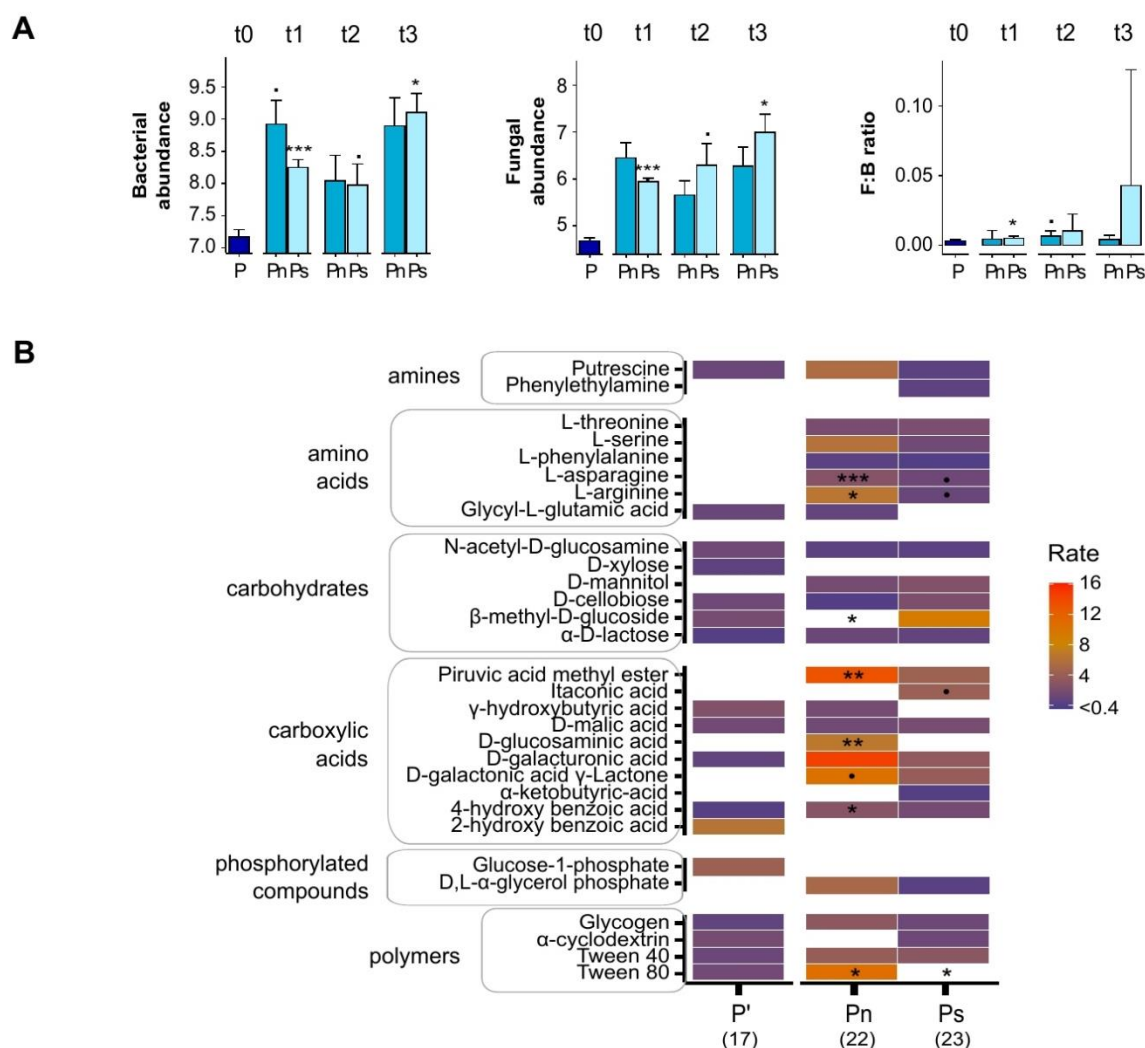 A
t0 t1 t2 t3
Bacterial
abundance
9.5
9.0
8.5
8.0
7.5
7.0
. *** . *
P Pn Ps Pn Ps Pn Ps
t0 t1 t2 t3
Fungal
abundance
8
7
6
5
*** . *
P Pn Ps Pn Ps Pn Ps
t0 t1 t2 t3
F:B ratio
0.10
0.05
0.00
* .
P Pn Ps Pn Ps Pn Ps
B
amines
Putrescine
Phenylethylamine
amino
acids
L-threonine
L-serine
L-phenylalanine
L-asparagine *** •
L-arginine * •
Glycyl-L-glutamic acid
carbohydrates
N-acetyl-D-glucosamine
D-xylose
D-mannitol
D-cellobiose
β-methyl-D-glucoside *
α-D-lactose
carboxylic
acids
Piruvic acid methyl ester **
Itaconic acid •
γ-hydroxybutyric acid
D-malic acid
D-glucosaminic acid **
D-galacturonic acid
D-galactonic acid γ-Lactone •
α-ketobutyric-acid
4-hydroxy benzoic acid *
2-hydroxy benzoic acid
phosphorylated
compounds
Glucose-1-phosphate
D,L-α-glycerol phosphate
polymers
Glycogen
α-cyclodextrin
Tween 40
Tween 80 * *
P' Pn Ps
(17) (22) (23)
Rate
16
12
8
4
<0.4